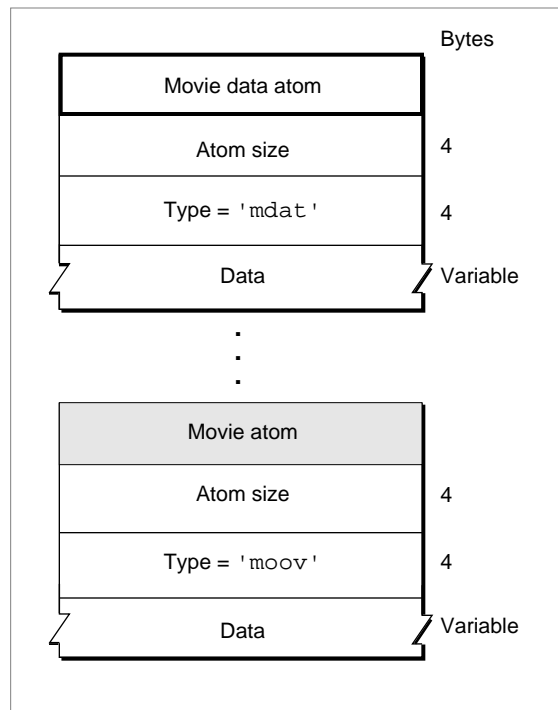 Bytes
Movie data atom
Atom size 4
Type = 'mdat' 4
Data Variable
.
.
.
Movie atom
Atom size 4
Type = 'moov' 4
Data Variable